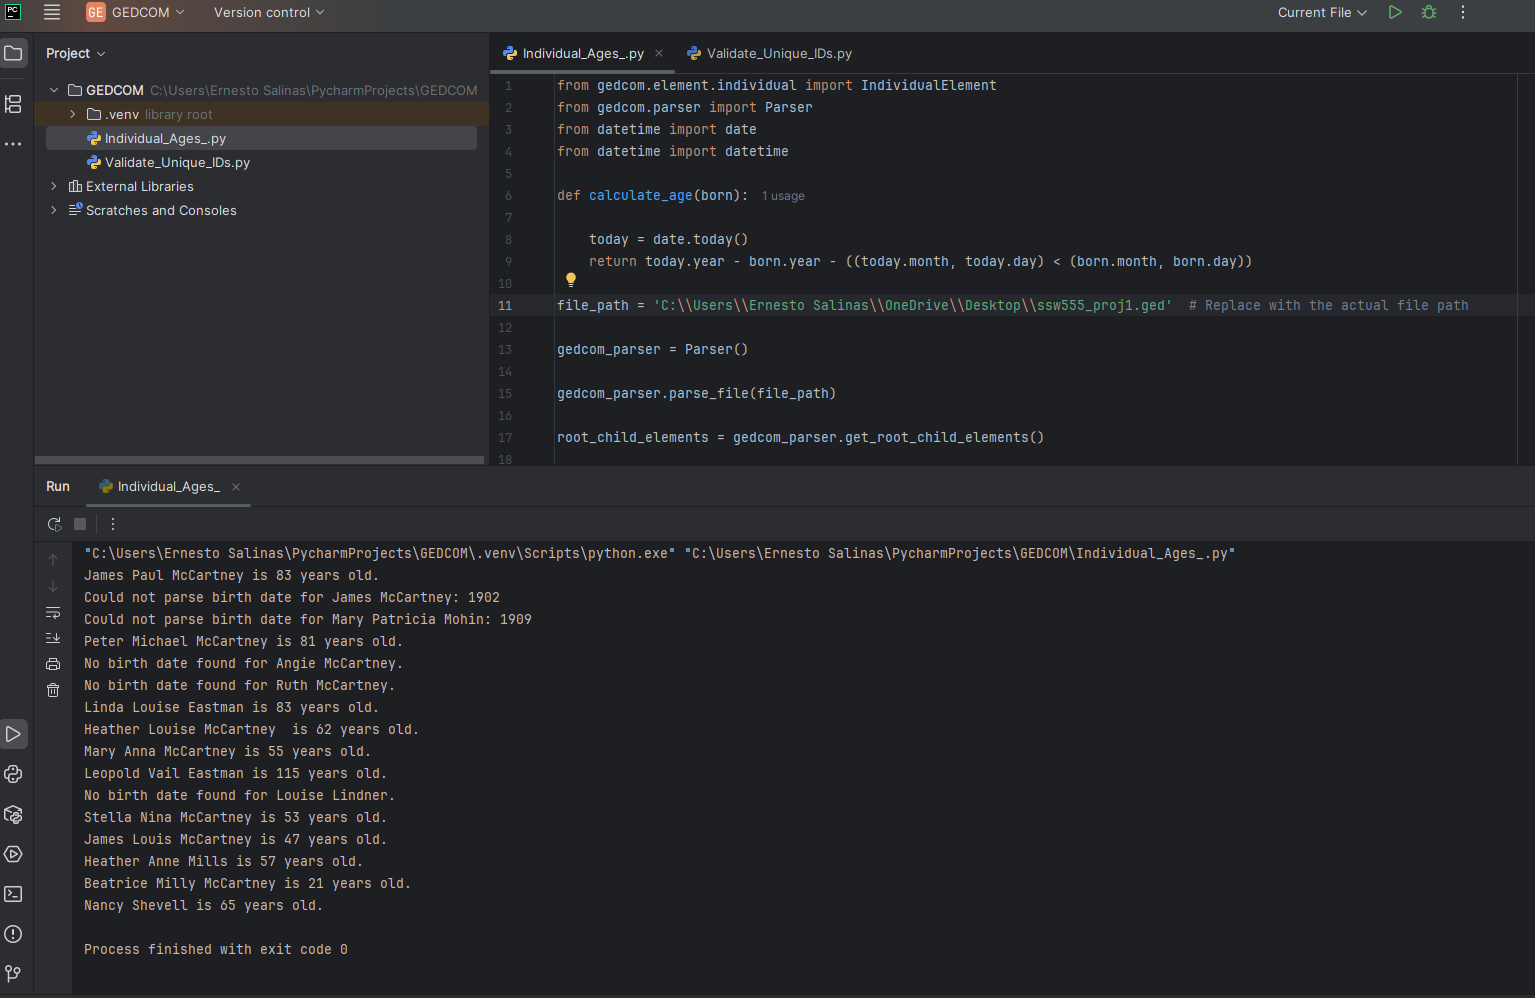 PC
GE GEDCOM Version control Current File
Project
Individual_Ages_.py Validate_Unique_IDs.py
GEDCOM C:\Users\Ernesto Salinas\PycharmProjects\GEDCOM
.venv library root
Individual_Ages_.py
Validate_Unique_IDs.py
External Libraries
Scratches and Consoles
1 from gedcom.element.individual import IndividualElement
2 from gedcom.parser import Parser
3 from datetime import date
4 from datetime import datetime
5
6 def calculate_age(born): 1 usage
7
8 today = date.today()
9 return today.year - born.year - ((today.month, today.day) < (born.month, born.day))
10
11 file_path = 'C:\\Users\\Ernesto Salinas\\OneDrive\\Desktop\\ssw555_proj1.ged' # Replace with the actual file path
12
13 gedcom_parser = Parser()
14
15 gedcom_parser.parse_file(file_path)
16
17 root_child_elements = gedcom_parser.get_root_child_elements()
18
Run Individual_Ages_
"C:\Users\Ernesto Salinas\PycharmProjects\GEDCOM\.venv\Scripts\python.exe" "C:\Users\Ernesto Salinas\PycharmProjects\GEDCOM\Individual_Ages_.py"
James Paul McCartney is 83 years old.
Could not parse birth date for James McCartney: 1902
Could not parse birth date for Mary Patricia Mohin: 1909
Peter Michael McCartney is 81 years old.
No birth date found for Angie McCartney.
No birth date found for Ruth McCartney.
Linda Louise Eastman is 83 years old.
Heather Louise McCartney  is 62 years old.
Mary Anna McCartney is 55 years old.
Leopold Vail Eastman is 115 years old.
No birth date found for Louise Lindner.
Stella Nina McCartney is 53 years old.
James Louis McCartney is 47 years old.
Heather Anne Mills is 57 years old.
Beatrice Milly McCartney is 21 years old.
Nancy Shevell is 65 years old.
Process finished with exit code 0